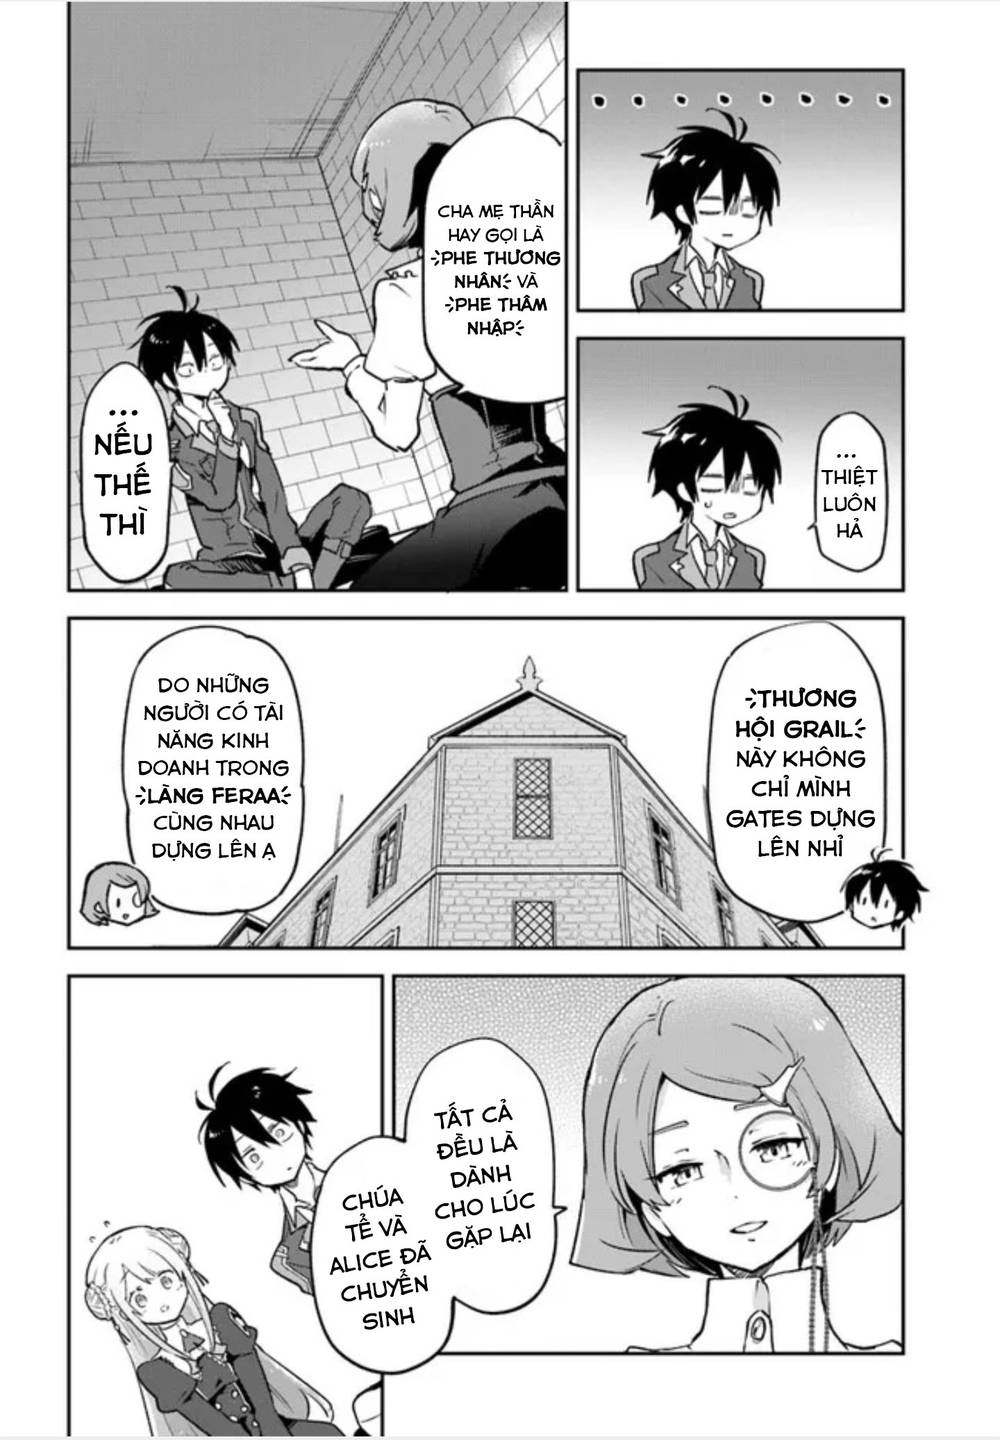 ...
THIỆT
LUÔN
HẢ
CHA MẸ THẦN
HAY GỌI LÀ
PHE THƯƠNG
NHÂN VÀ
PHE THÂM
NHẬP
...
NẾU
THẾ
THÌ
THƯƠNG
HỘI GRAIL
NÀY KHÔNG
CHỈ MÌNH
GATES DỰNG
LÊN NHỈ
DO NHỮNG
NGƯỜI CÓ TÀI
NĂNG KINH
DOANH TRONG
LÀNG FERAA
CÙNG NHAU
DỰNG LÊN Ạ
TẤT CẢ
ĐỀU LÀ
DÀNH
CHO LÚC
GẶP LẠI
CHÚA
TỂ VÀ
ALICE ĐÃ
CHUYỂN
SINH